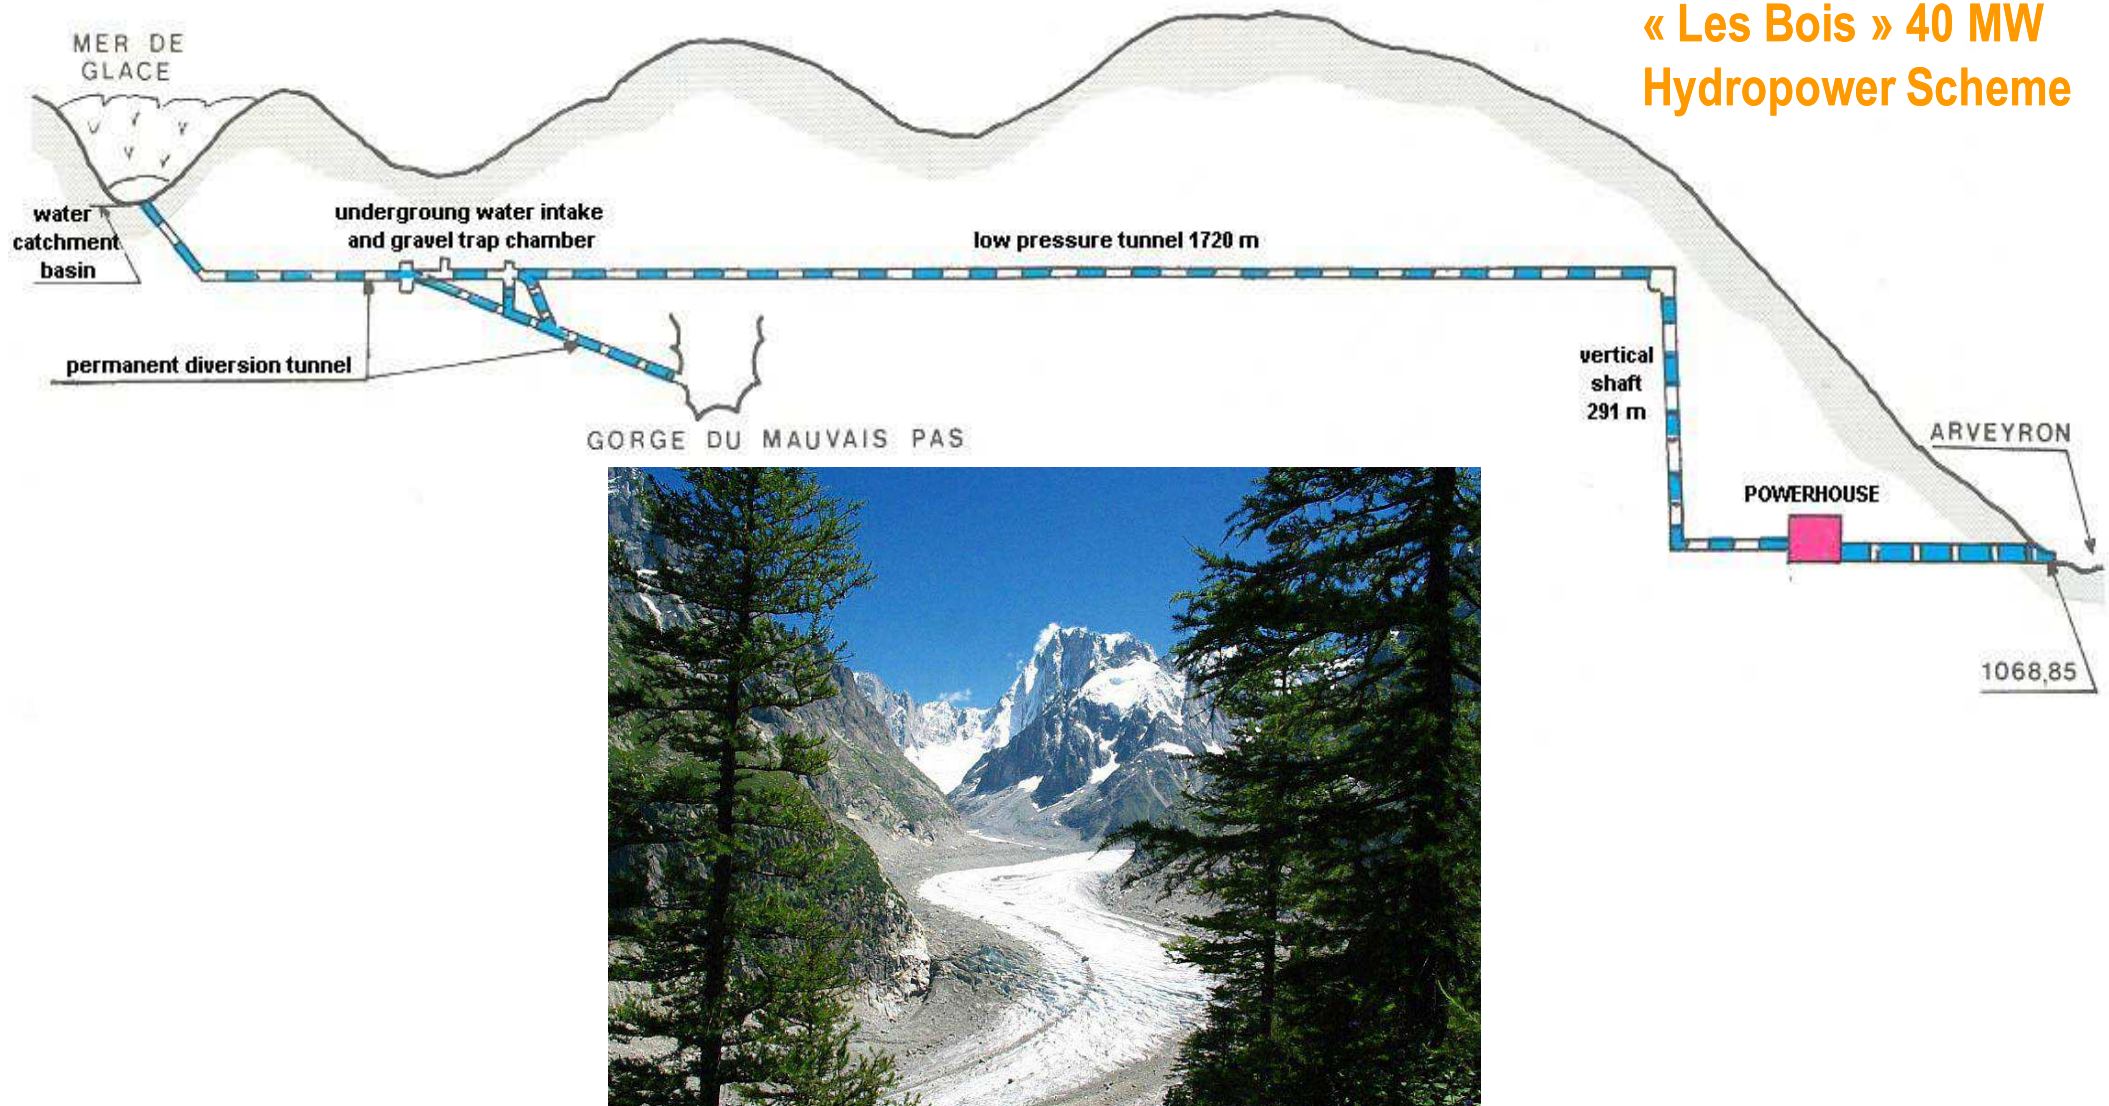 « Les Bois » 40 MW
Hydropower Scheme
MER DE
GLACE
water
catchment
basin
undergroung water intake
and gravel trap chamber
low pressure tunnel 1720 m
permanent diversion tunnel
GORGE DU MAUVAIS PAS
vertical
shaft
291 m
POWERHOUSE
ARVEYRON
1068,85